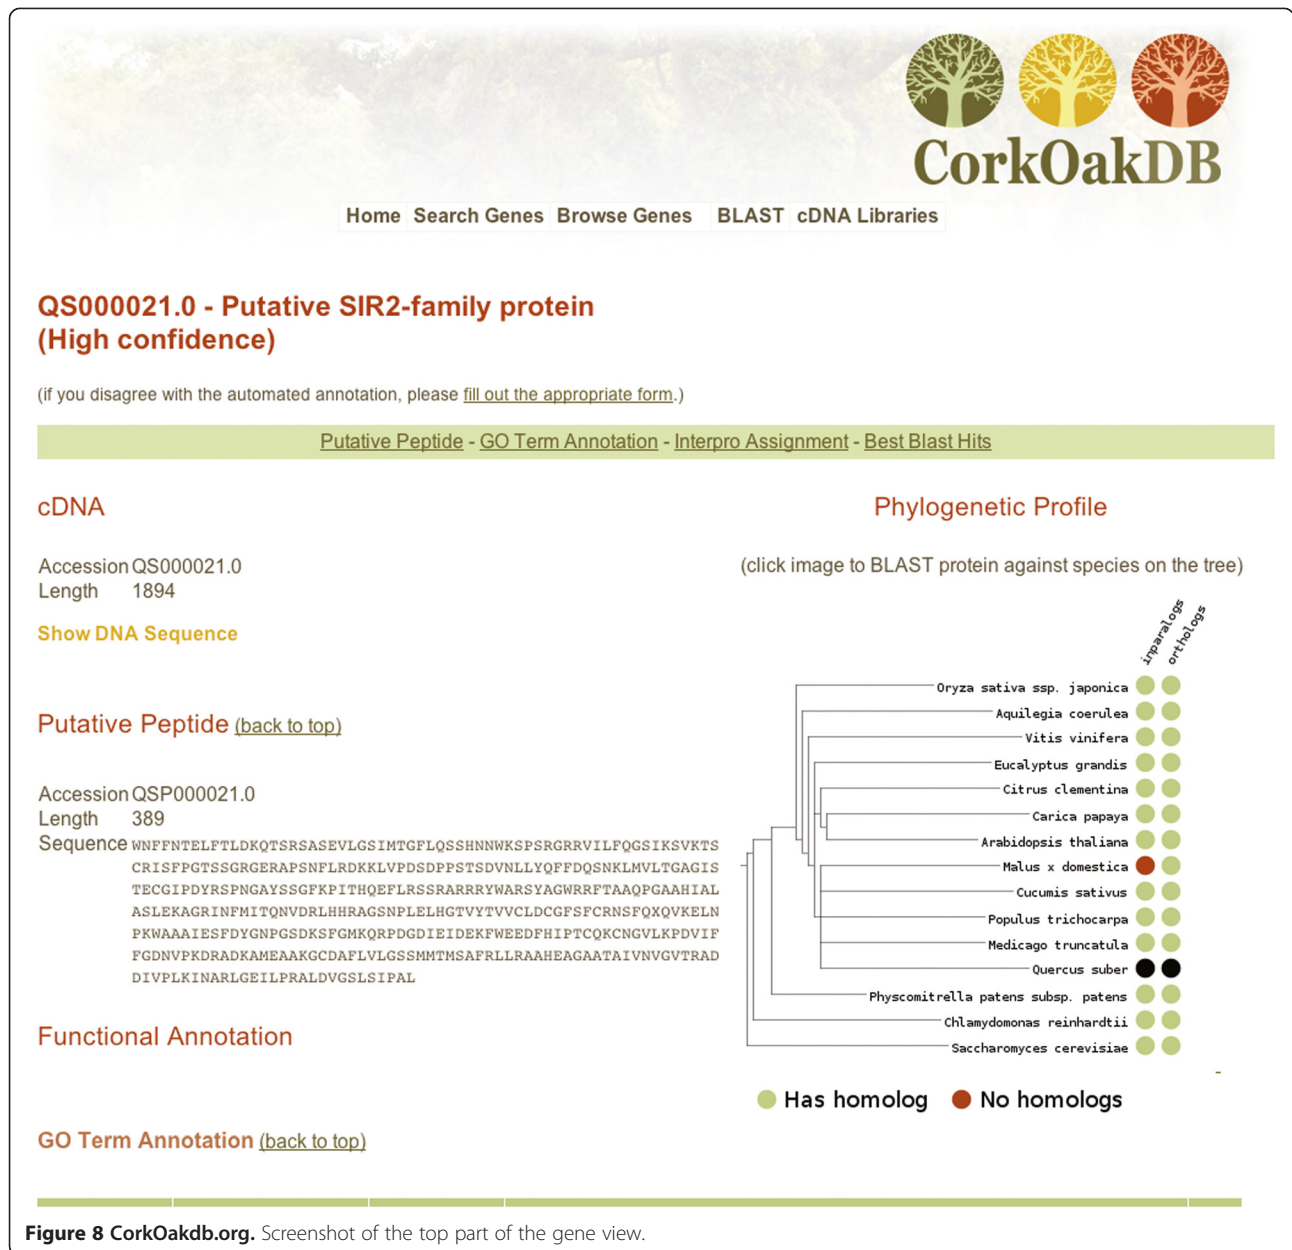 CorkOakDB
Home Search Genes Browse Genes BLAST cDNA Libraries
QS000021.0 - Putative SIR2-family protein
(High confidence)
(if you disagree with the automated annotation, please fill out the appropriate form.)
Putative Peptide - GO Term Annotation - Interpro Assignment - Best Blast Hits
cDNA
Accession QS000021.0
Length 1894
Show DNA Sequence
Putative Peptide (back to top)
Accession QSP000021.0
Length 389
Sequence WNFFNTELFTLDKQTSRSASEVLGSIMTGFLQSSHNNWKSPSRGRRVILFQGSIKSVKTS
CRISFPGTSSGRGERAPSNFLRDKKLVPDSDPPSTSDVNLLYQFFDQSNKLMVLTGAGIS
TECGIPDYRSPNGAYSSGFKPITHQEFLRSSRARRRYWARSYAGWRRFTAAQPGAAHIAL
ASLEKAGRINFMITQNVDRLHHRAGSNPLELHGTVYTVVCLDCGFSFCRNSFQXQVKELN
PKWAAAIESFDYGNPGSDKSFGMKQRPDGDIEIDEKFWEEDFHIPTCQKCNGVLKPDVIF
FGDNVPKDRADKAMEAAKGCDAFLVLGSSMMTMSAFRLLRAAHEAGAATAIVNVGVTRAD
DIVPLKINARLGEILPRALDVGSLSIPAL
Functional Annotation
GO Term Annotation (back to top)
Phylogenetic Profile
(click image to BLAST protein against species on the tree)
inparalogs
orthologs
Oryza sativa ssp. japonica
Aquilegia coerulea
Vitis vinifera
Eucalyptus grandis
Citrus clementina
Carica papaya
Arabidopsis thaliana
Malus x domestica
Cucumis sativus
Populus trichocarpa
Medicago truncatula
Quercus suber
Physcomitrella patens subsp. patens
Chlamydomonas reinhardtii
Saccharomyces cerevisiae
Has homolog No homologs
Figure 8 CorkOakdb.org. Screenshot of the top part of the gene view.